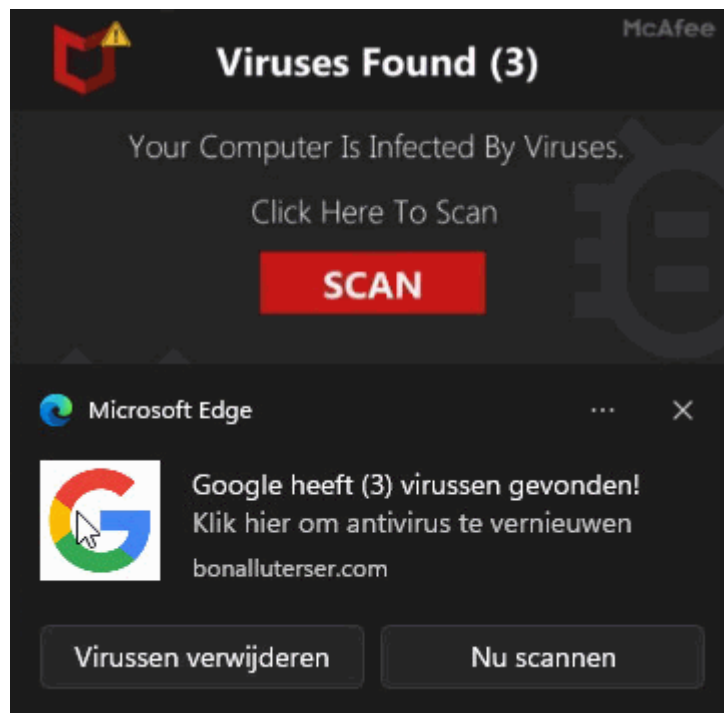 McAfee
Viruses Found (3)
Your Computer Is Infected By Viruses.
Click Here To Scan
SCAN
Microsoft Edge
Google heeft (3) virussen gevonden!
Klik hier om antivirus te vernieuwen
bonalluterser.com
Virussen verwijderen
Nu scannen